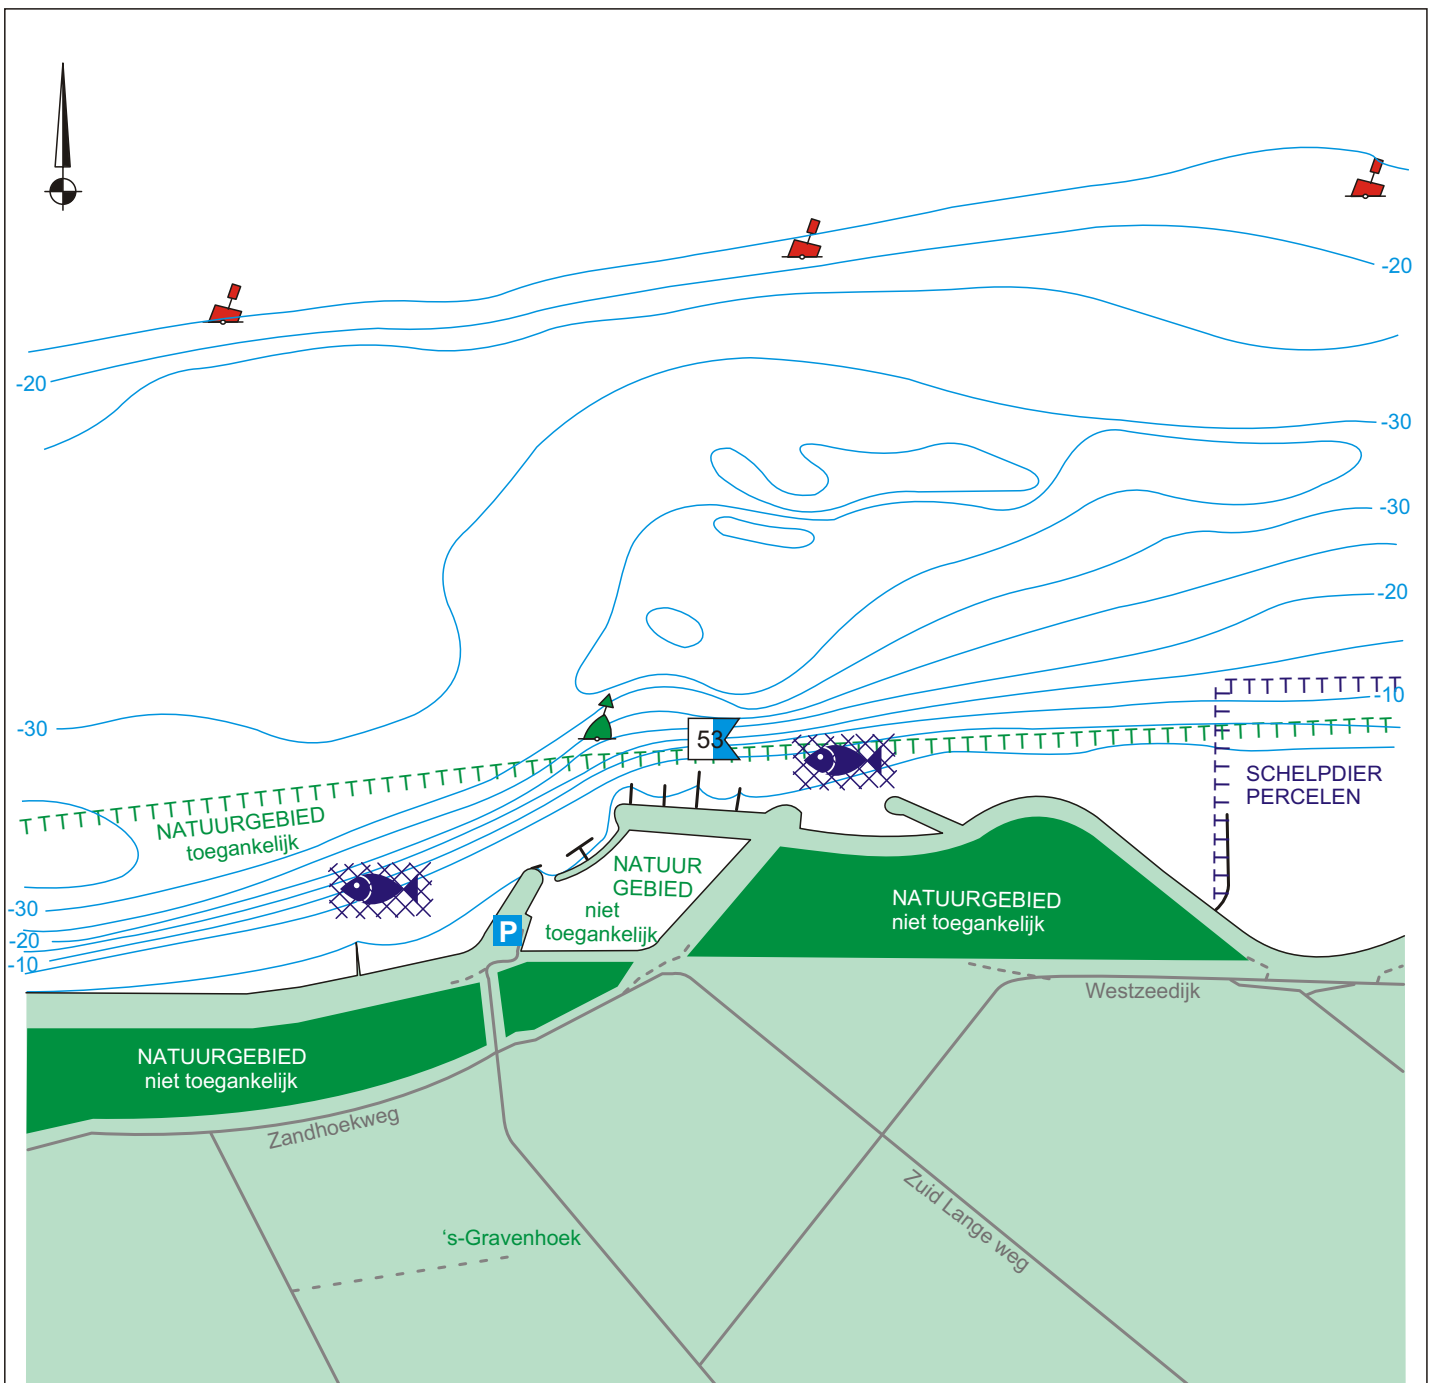 -20
-20
-30
-30
-20
-10
-30
53
SCHELPDIER
PERCELEN
NATUURGEBIED
toegankelijk
NATUUR
GEBIED
niet
toegankelijk
NATUURGEBIED
niet toegankelijk
-30
-20
-10
P
Westzeedijk
NATUURGEBIED
niet toegankelijk
Zandhoekweg
Zuid Lange weg
‘s-Gravenhoek